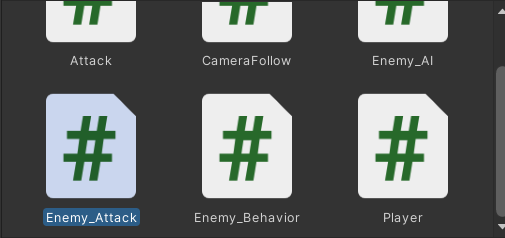 Attack
CameraFollow
Enemy_AI
Enemy_Attack
Enemy_Behavior
Player